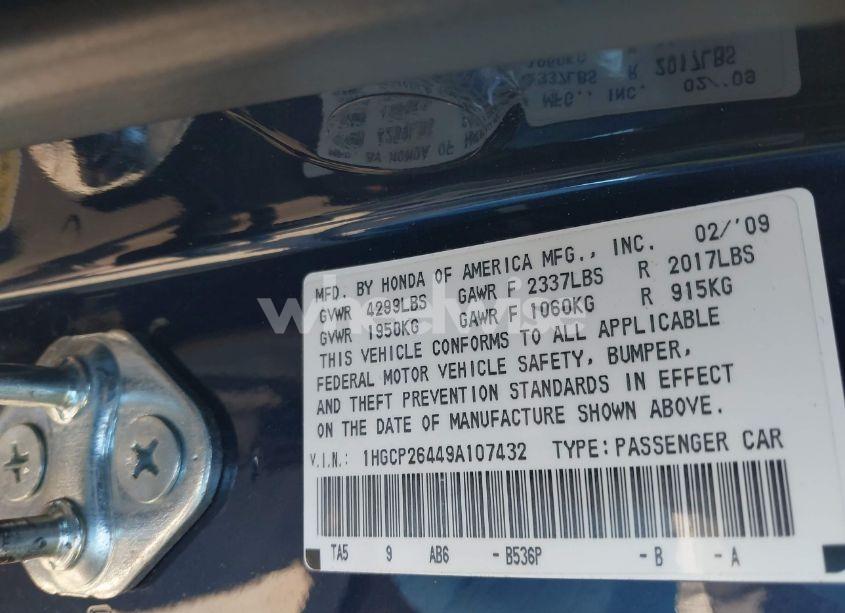 MFD. BY HONDA OF AMERICA MFG., INC. 02/'09
GVWR 4299LBS GAWR F 2337LBS R 2017LBS
GVWR 1950KG GAWR F 1060KG R 915KG
THIS VEHICLE CONFORMS TO ALL APPLICABLE
FEDERAL MOTOR VEHICLE SAFETY, BUMPER,
AND THEFT PREVENTION STANDARDS IN EFFECT
ON THE DATE OF MANUFACTURE SHOWN ABOVE.
V.I.N.: 1HGCP26449A107432 TYPE: PASSENGER CAR
TA5 9 AB6 -B536P -B -A
wheelwise